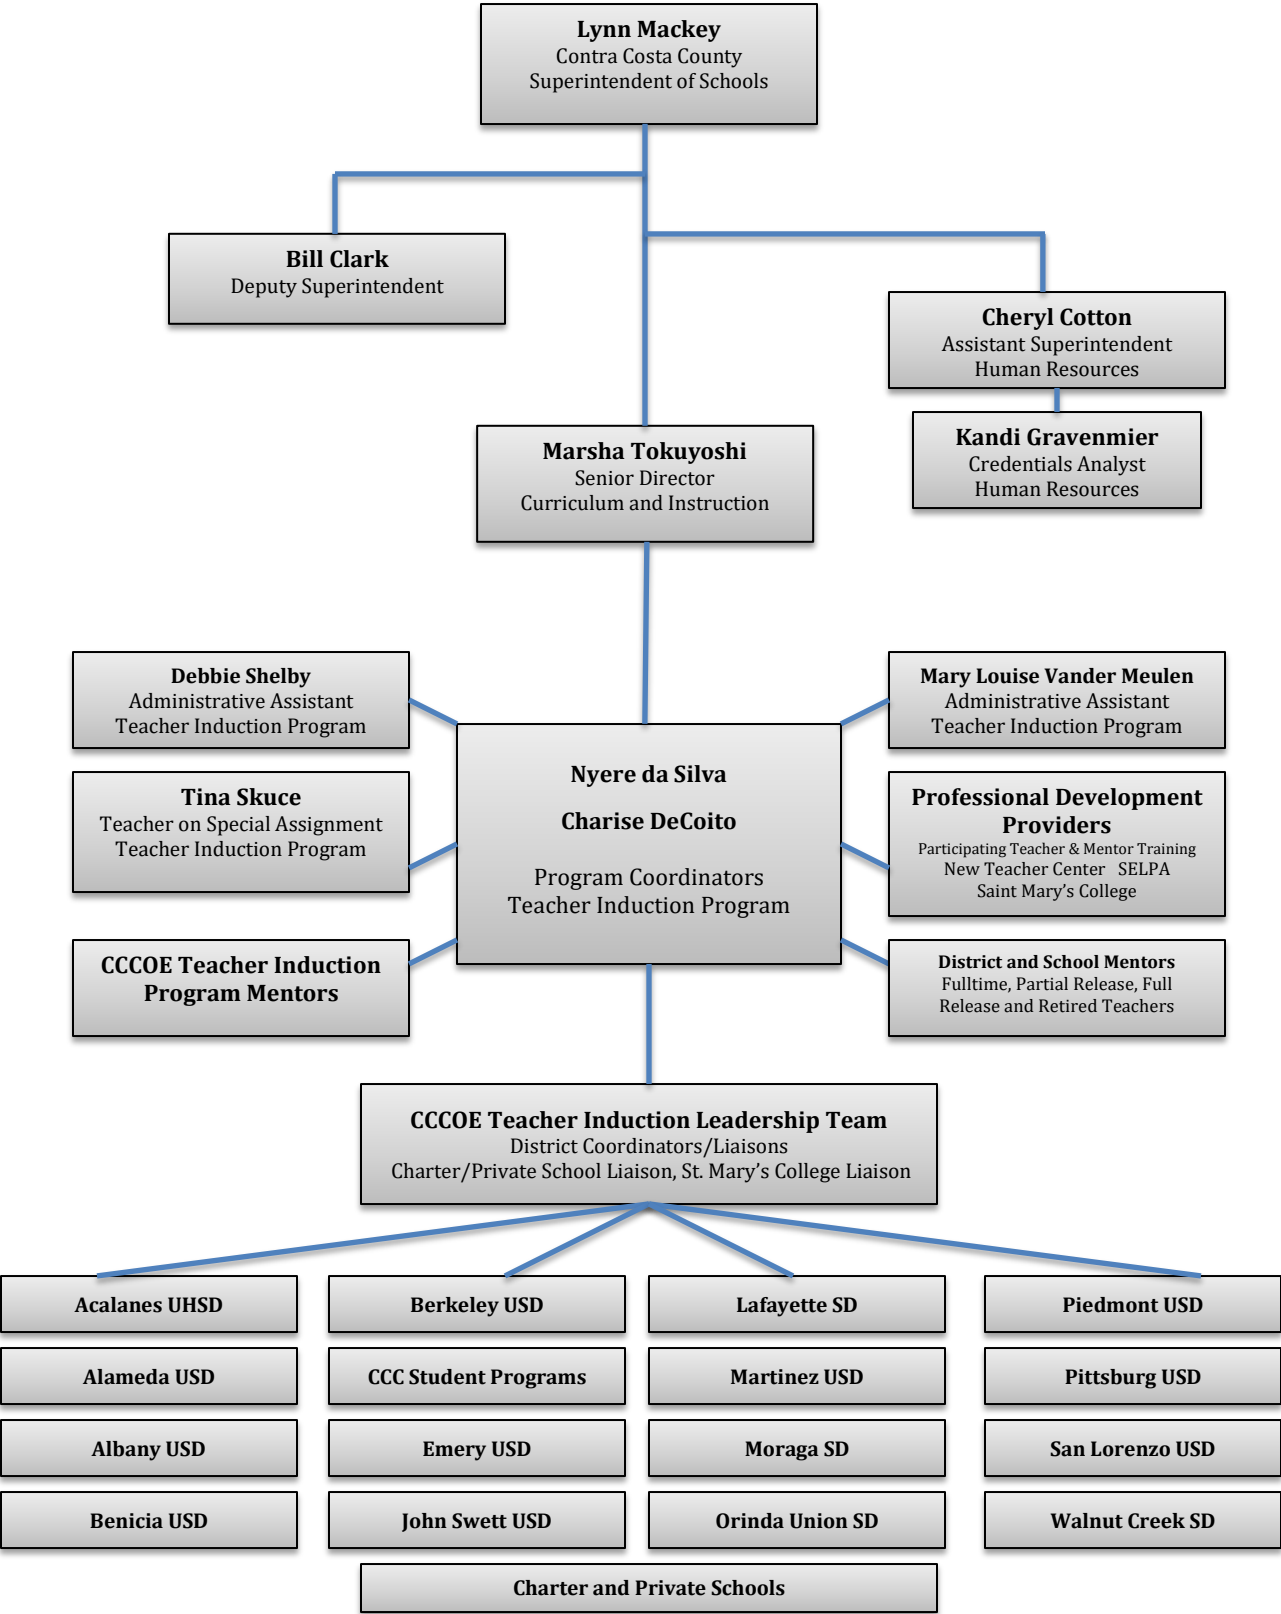 Lynn Mackey
Contra Costa County
Superintendent of Schools
Bill Clark
Deputy Superintendent
Cheryl Cotton
Assistant Superintendent
Human Resources
Kandi Gravenmier
Credentials Analyst
Human Resources
Marsha Tokuyoshi
Senior Director
Curriculum and Instruction
Debbie Shelby
Administrative Assistant
Teacher Induction Program
Mary Louise Vander Meulen
Administrative Assistant
Teacher Induction Program
Tina Skuce
Teacher on Special Assignment
Teacher Induction Program
Nyere da Silva
Charise DeCoito
Program Coordinators
Teacher Induction Program
Professional Development
Providers
Participating Teacher & Mentor Training
New Teacher Center SELPA
Saint Mary’s College
CCCOE Teacher Induction
Program Mentors
District and School Mentors
Fulltime, Partial Release, Full
Release and Retired Teachers
CCCOE Teacher Induction Leadership Team
District Coordinators/Liaisons
Charter/Private School Liaison, St. Mary’s College Liaison
Acalanes UHSD
Berkeley USD
Lafayette SD
Piedmont USD
Alameda USD
CCC Student Programs
Martinez USD
Pittsburg USD
Albany USD
Emery USD
Moraga SD
San Lorenzo USD
Benicia USD
John Swett USD
Orinda Union SD
Walnut Creek SD
Charter and Private Schools